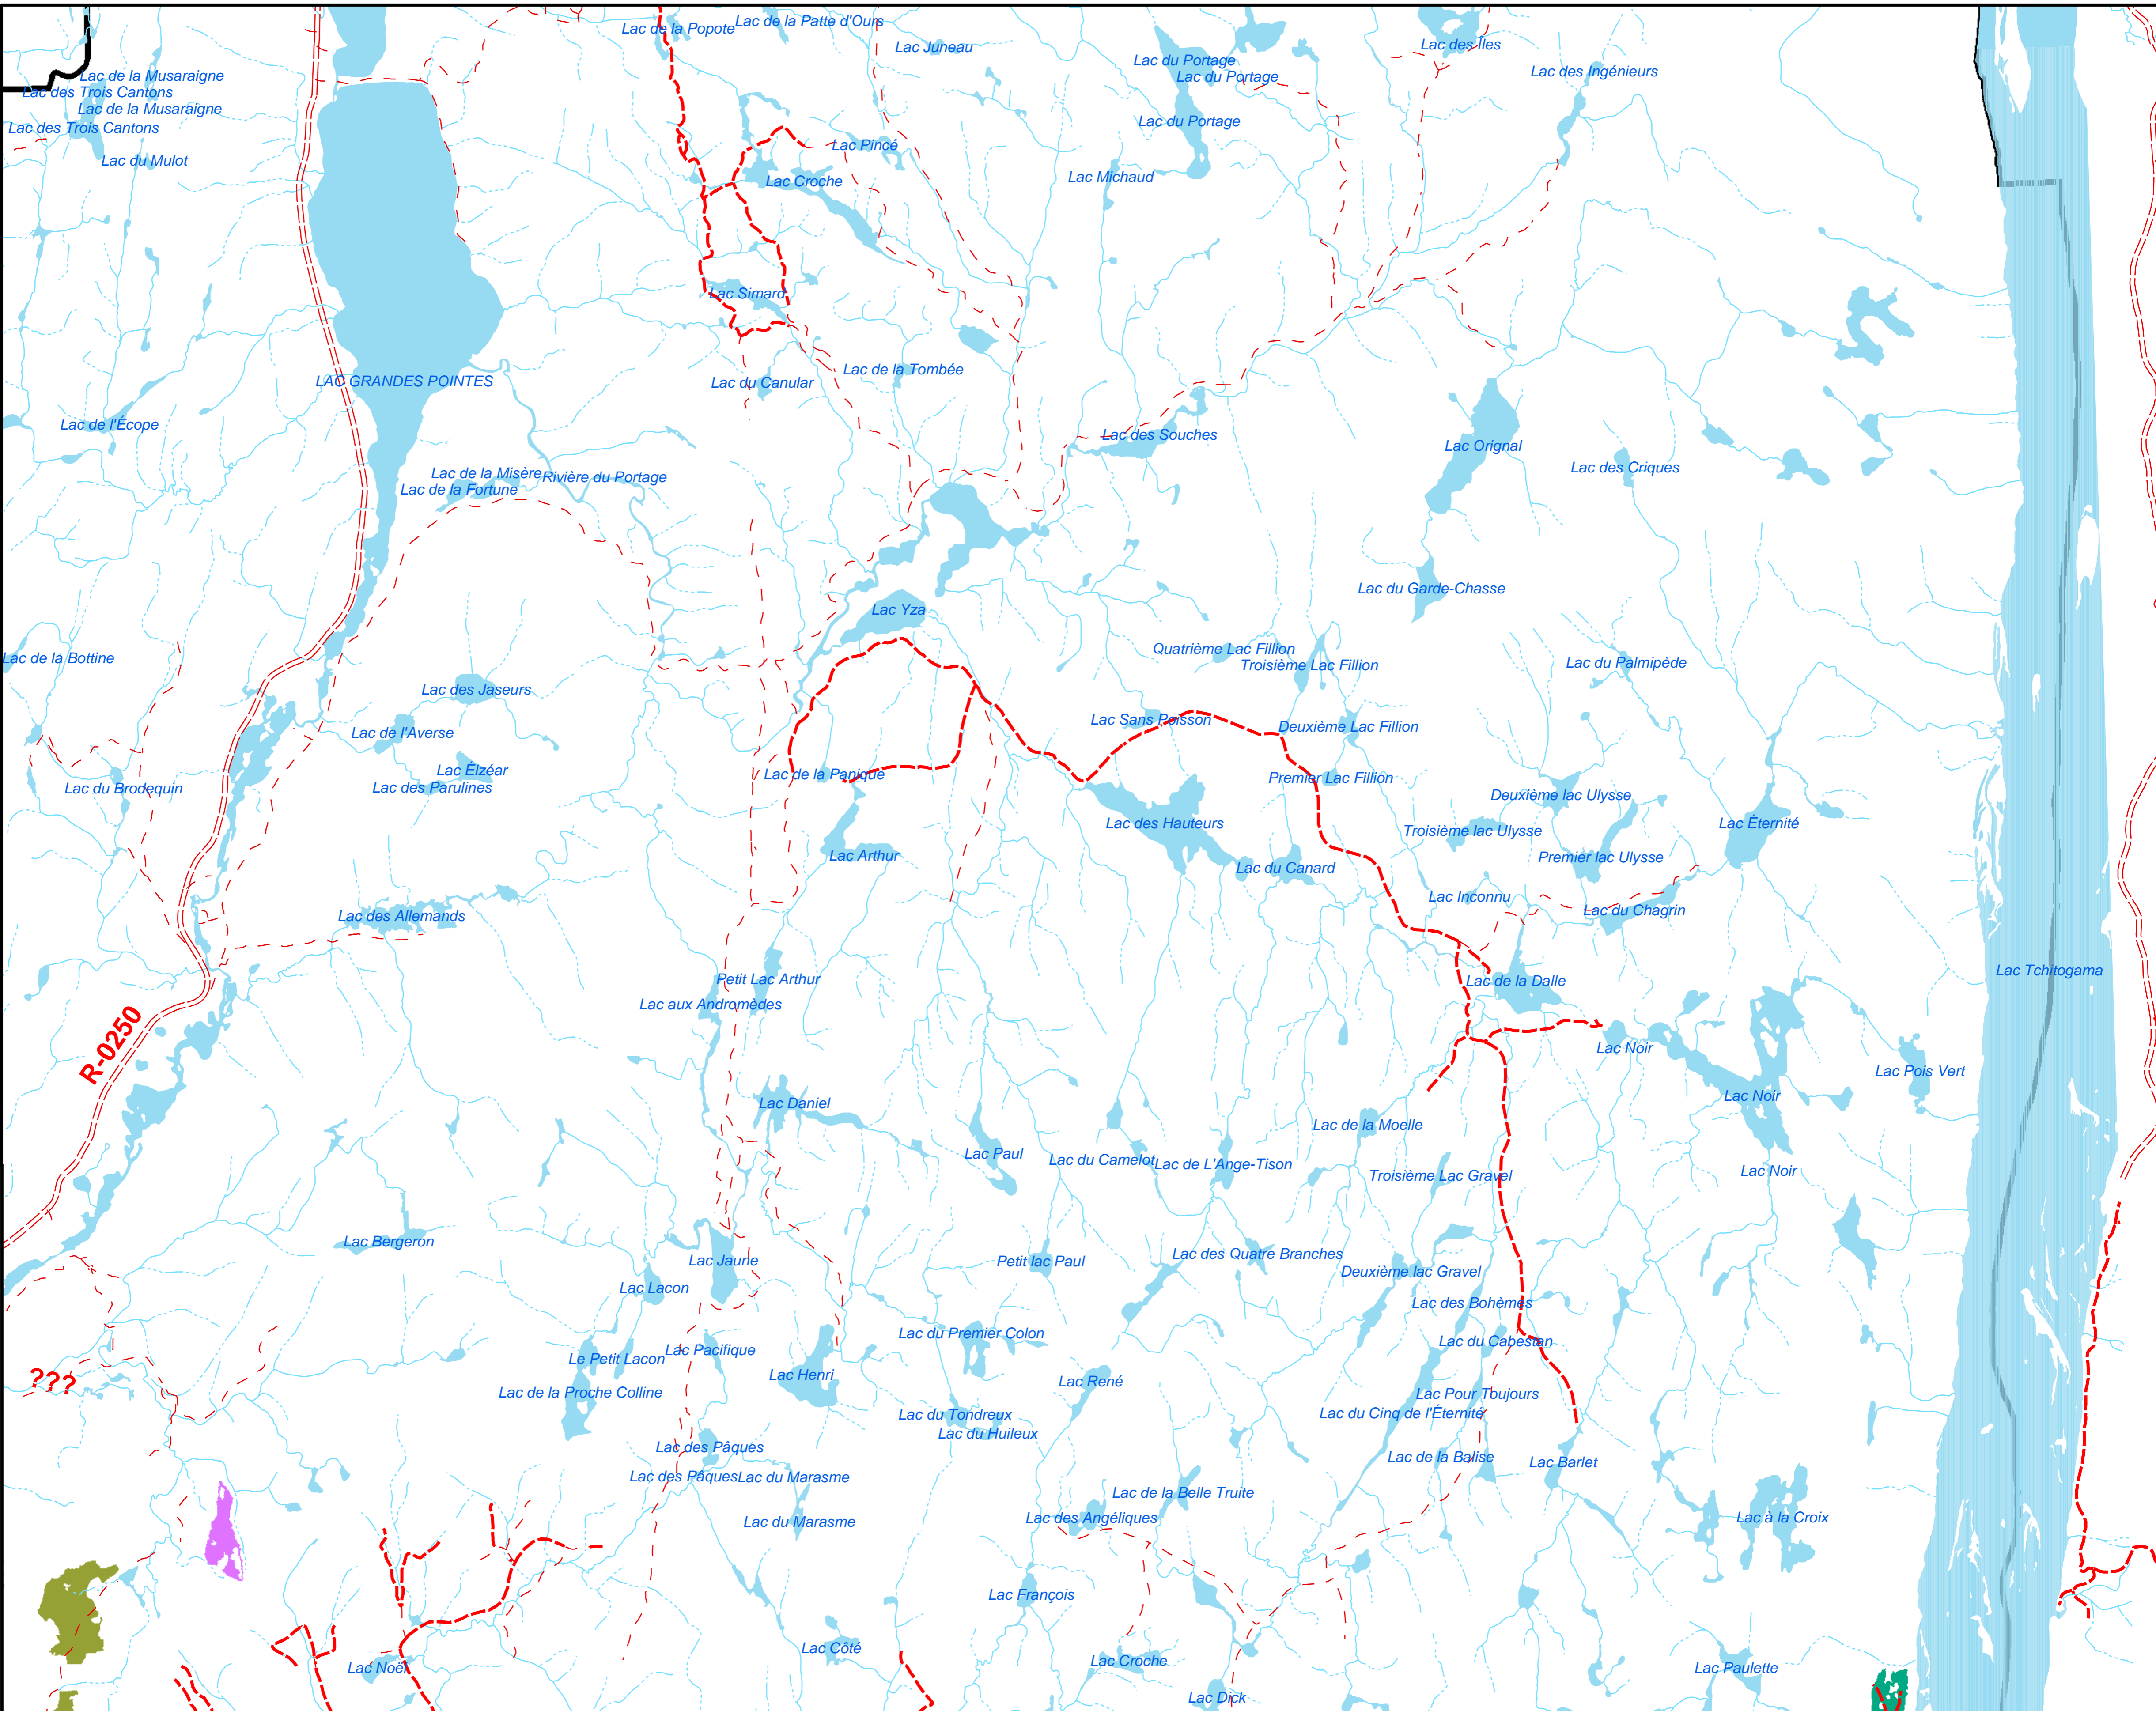 Lac de la Patte d'Ours
Lac de la Popote
Lac Juneau
Lac des Îles
Lac du Portage
Lac des Ingénieurs
Lac de la Musaraigne
Lac du Portage
Lac des Trois Cantons
Lac de la Musaraigne
Lac du Portage
Lac des Trois Cantons
Lac Pincé
Lac du Mulot
Lac Michaud
Lac Croche
Lac Simard
Lac de la Tombée
LAC GRANDES POINTES
Lac du Canular
Lac de l'Écope
Lac des Souches
Lac Orignal
Lac des Criques
Lac de la Misère
Rivière du Portage
Lac de la Fortune
Lac du Garde-Chasse
Lac Yza
Quatrième Lac Fillion
Lac de la Bottine
Lac du Palmipède
Troisième Lac Fillion
Lac des Jaseurs
Lac Sans Poisson
Deuxième Lac Fillion
Lac de l'Averse
Lac Élzéar
Lac de la Panique
Premier Lac Fillion
Lac des Parulines
Lac du Brodequin
Deuxième lac Ulysse
Lac des Hauteurs
Lac Éternité
Troisième lac Ulysse
Lac Arthur
Premier lac Ulysse
Lac du Canard
Lac Inconnu
Lac du Chagrin
Lac des Allemands
Lac Tchitogama
Petit Lac Arthur
Lac de la Dalle
Lac aux Andromèdes
R-0250
Lac Noir
Lac Pois Vert
Lac Noir
Lac Daniel
Lac de la Moelle
Lac Paul
Lac du Camelot
Lac de L'Ange-Tison
Lac Noir
Troisième Lac Gravel
Lac Bergeron
Lac des Quatre Branches
Lac Jaune
Petit lac Paul
Deuxième lac Gravel
Lac Lacon
Lac des Bohèmes
Lac du Premier Colon
Lac du Cabestan
Lac Pacifique
Le Petit Lacon
Lac Henri
???
Lac René
Lac de la Proche Colline
Lac Pour Toujours
Lac du Cinq de l'Éternité
Lac du Tondreux
Lac du Huileux
Lac des Pâques
Lac de la Balise
Lac Barlet
Lac des Pâques
Lac du Marasme
Lac de la Belle Truite
Lac des Angéliques
Lac à la Croix
Lac du Marasme
Lac François
Lac Côté
Lac Croche
Lac Noël
Lac Paulette
Lac Dick